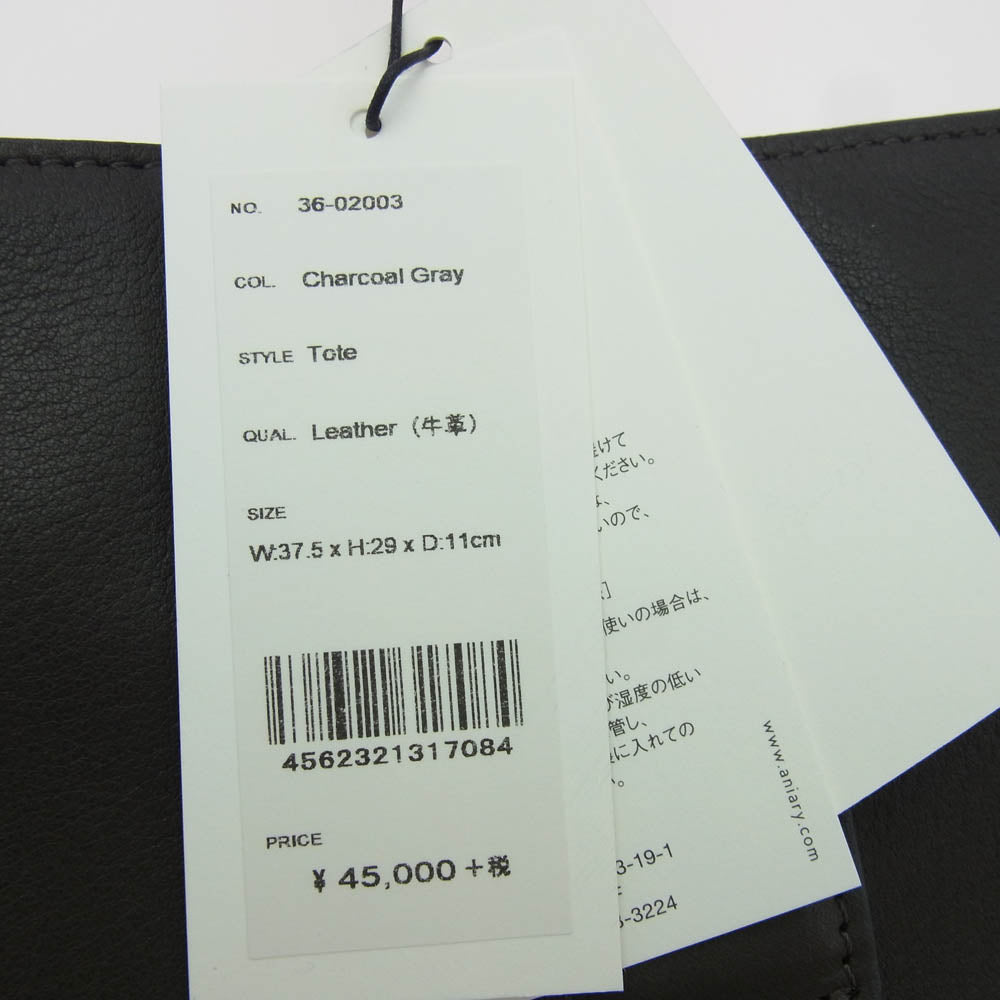 NO. 36-02003
COL. Charcoal Gray
STYLE Tote
QUAL. Leather (牛革)
SIZE
W:37.5 x H:29 x D:11cm
4562321317084
PRICE
¥ 45,000 +税
けて
ください。
いので、
使いの場合は、
い。
湿度の低い
管し、
に入れての
3-19-1
-3224
www.aniary.com